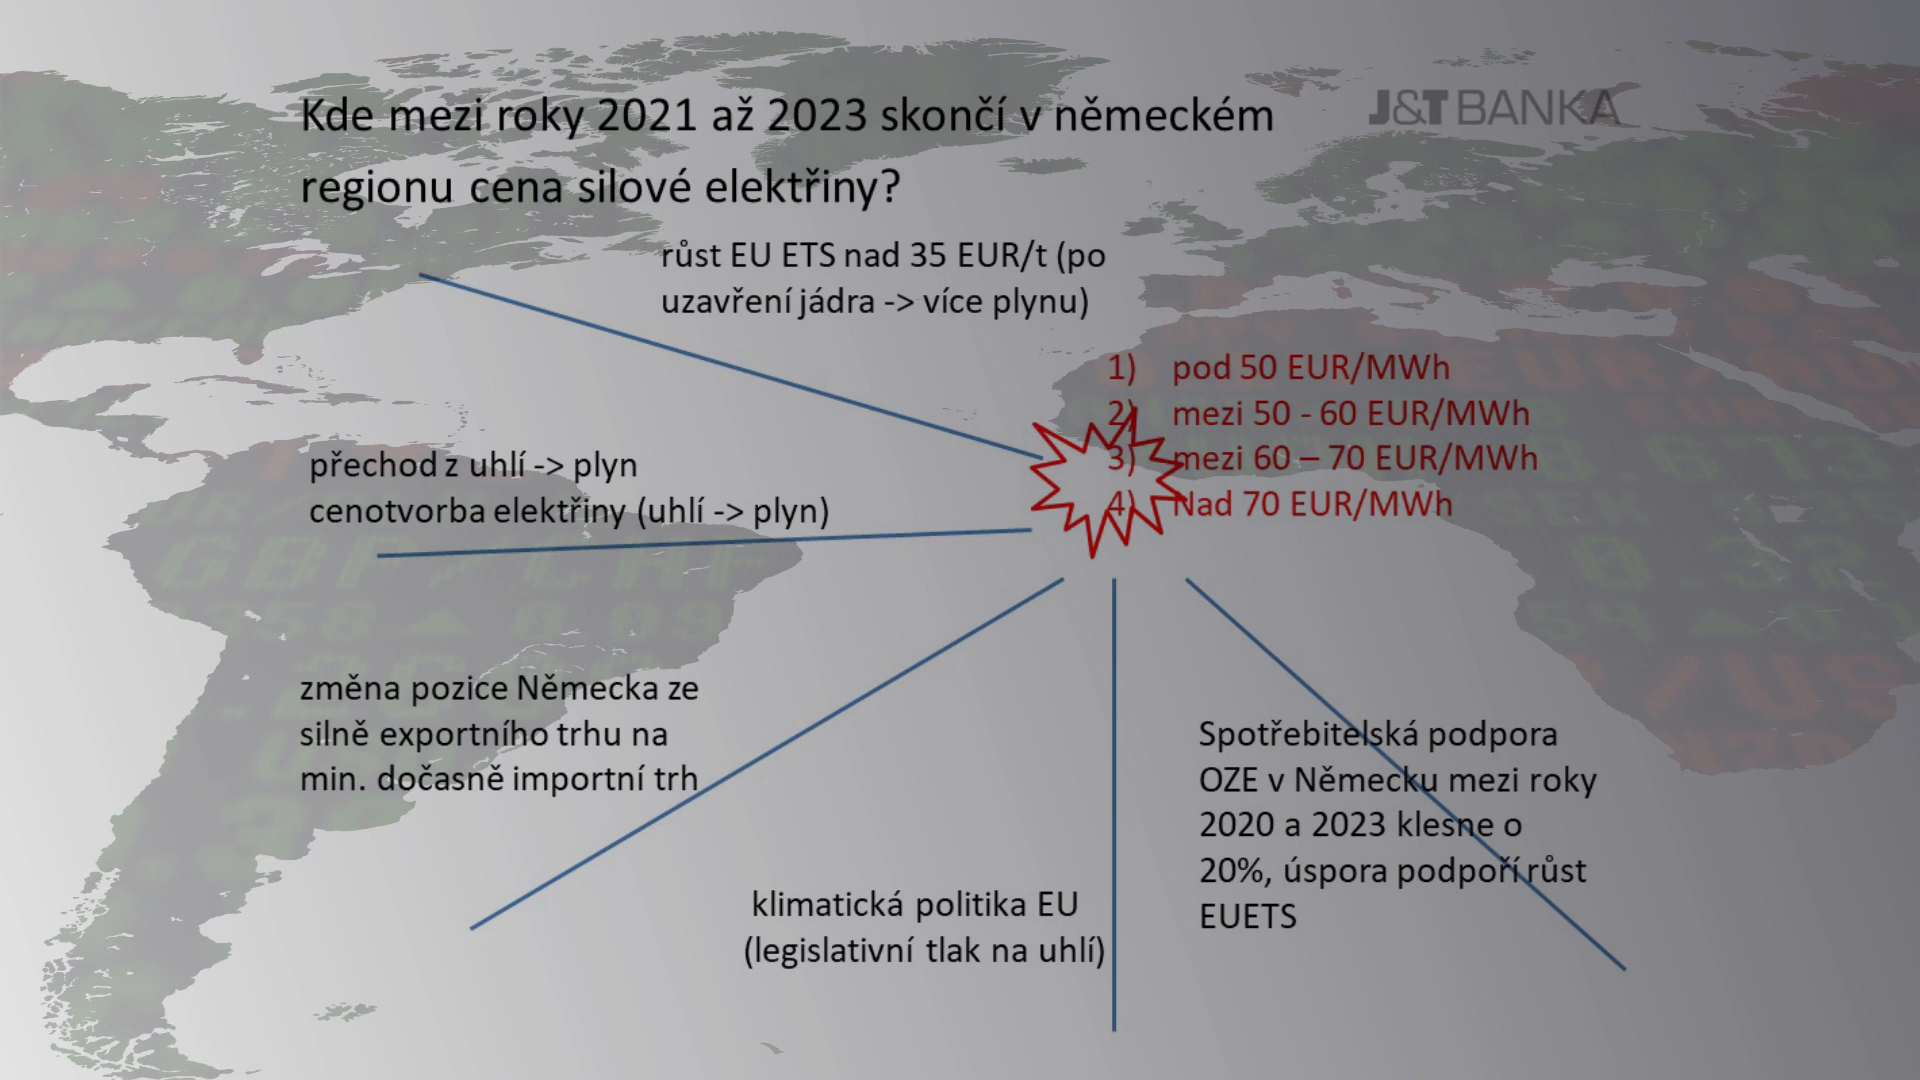 Kde mezi roky 2021 až 2023 skončí v německém
regionu cena silové elektřiny?
J&T BANKA
růst EU ETS nad 35 EUR/t (po
uzavření jádra -> více plynu)
1) pod 50 EUR/MWh
2) mezi 50 - 60 EUR/MWh
3) mezi 60 – 70 EUR/MWh
4) Nad 70 EUR/MWh
přechod z uhlí -> plyn
cenotvorba elektřiny (uhlí -> plyn)
změna pozice Německa ze
silně exportního trhu na
min. dočasně importní trh
klimatická politika EU
(legislativní tlak na uhlí)
Spotřebitelská podpora
OZE v Německu mezi roky
2020 a 2023 klesne o
20%, úspora podpoří růst
EUETS